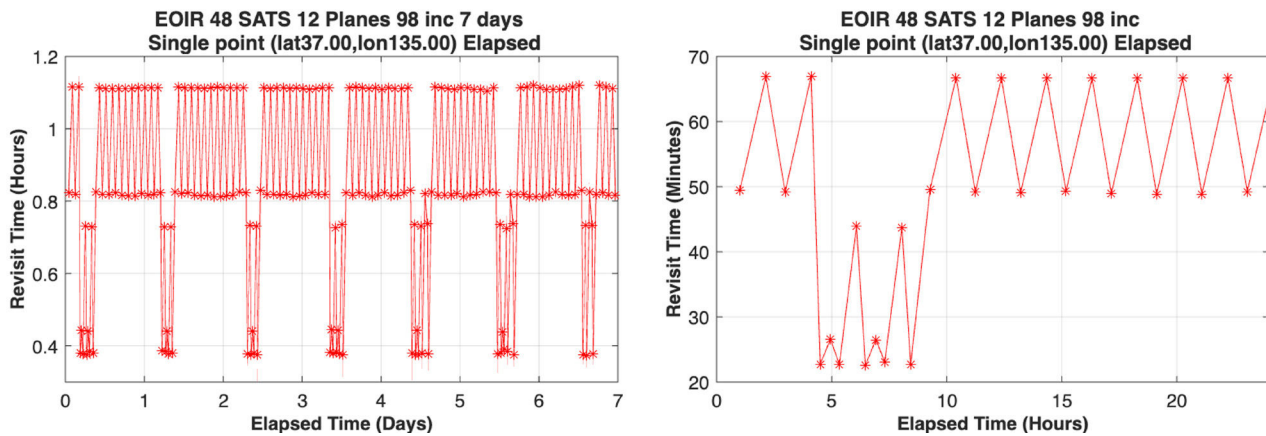 EOIR 48 SATS 12 Planes 98 inc 7 days
Single point (lat37.00,lon135.00) Elapsed
1.2
1
0.8
0.6
0.4
Revisit Time (Hours)
0 1 2 3 4 5 6 7
Elapsed Time (Days)
EOIR 48 SATS 12 Planes 98 inc
Single point (lat37.00,lon135.00) Elapsed
70
60
50
40
30
20
Revisit Time (Minutes)
0 5 10 15 20
Elapsed Time (Hours)